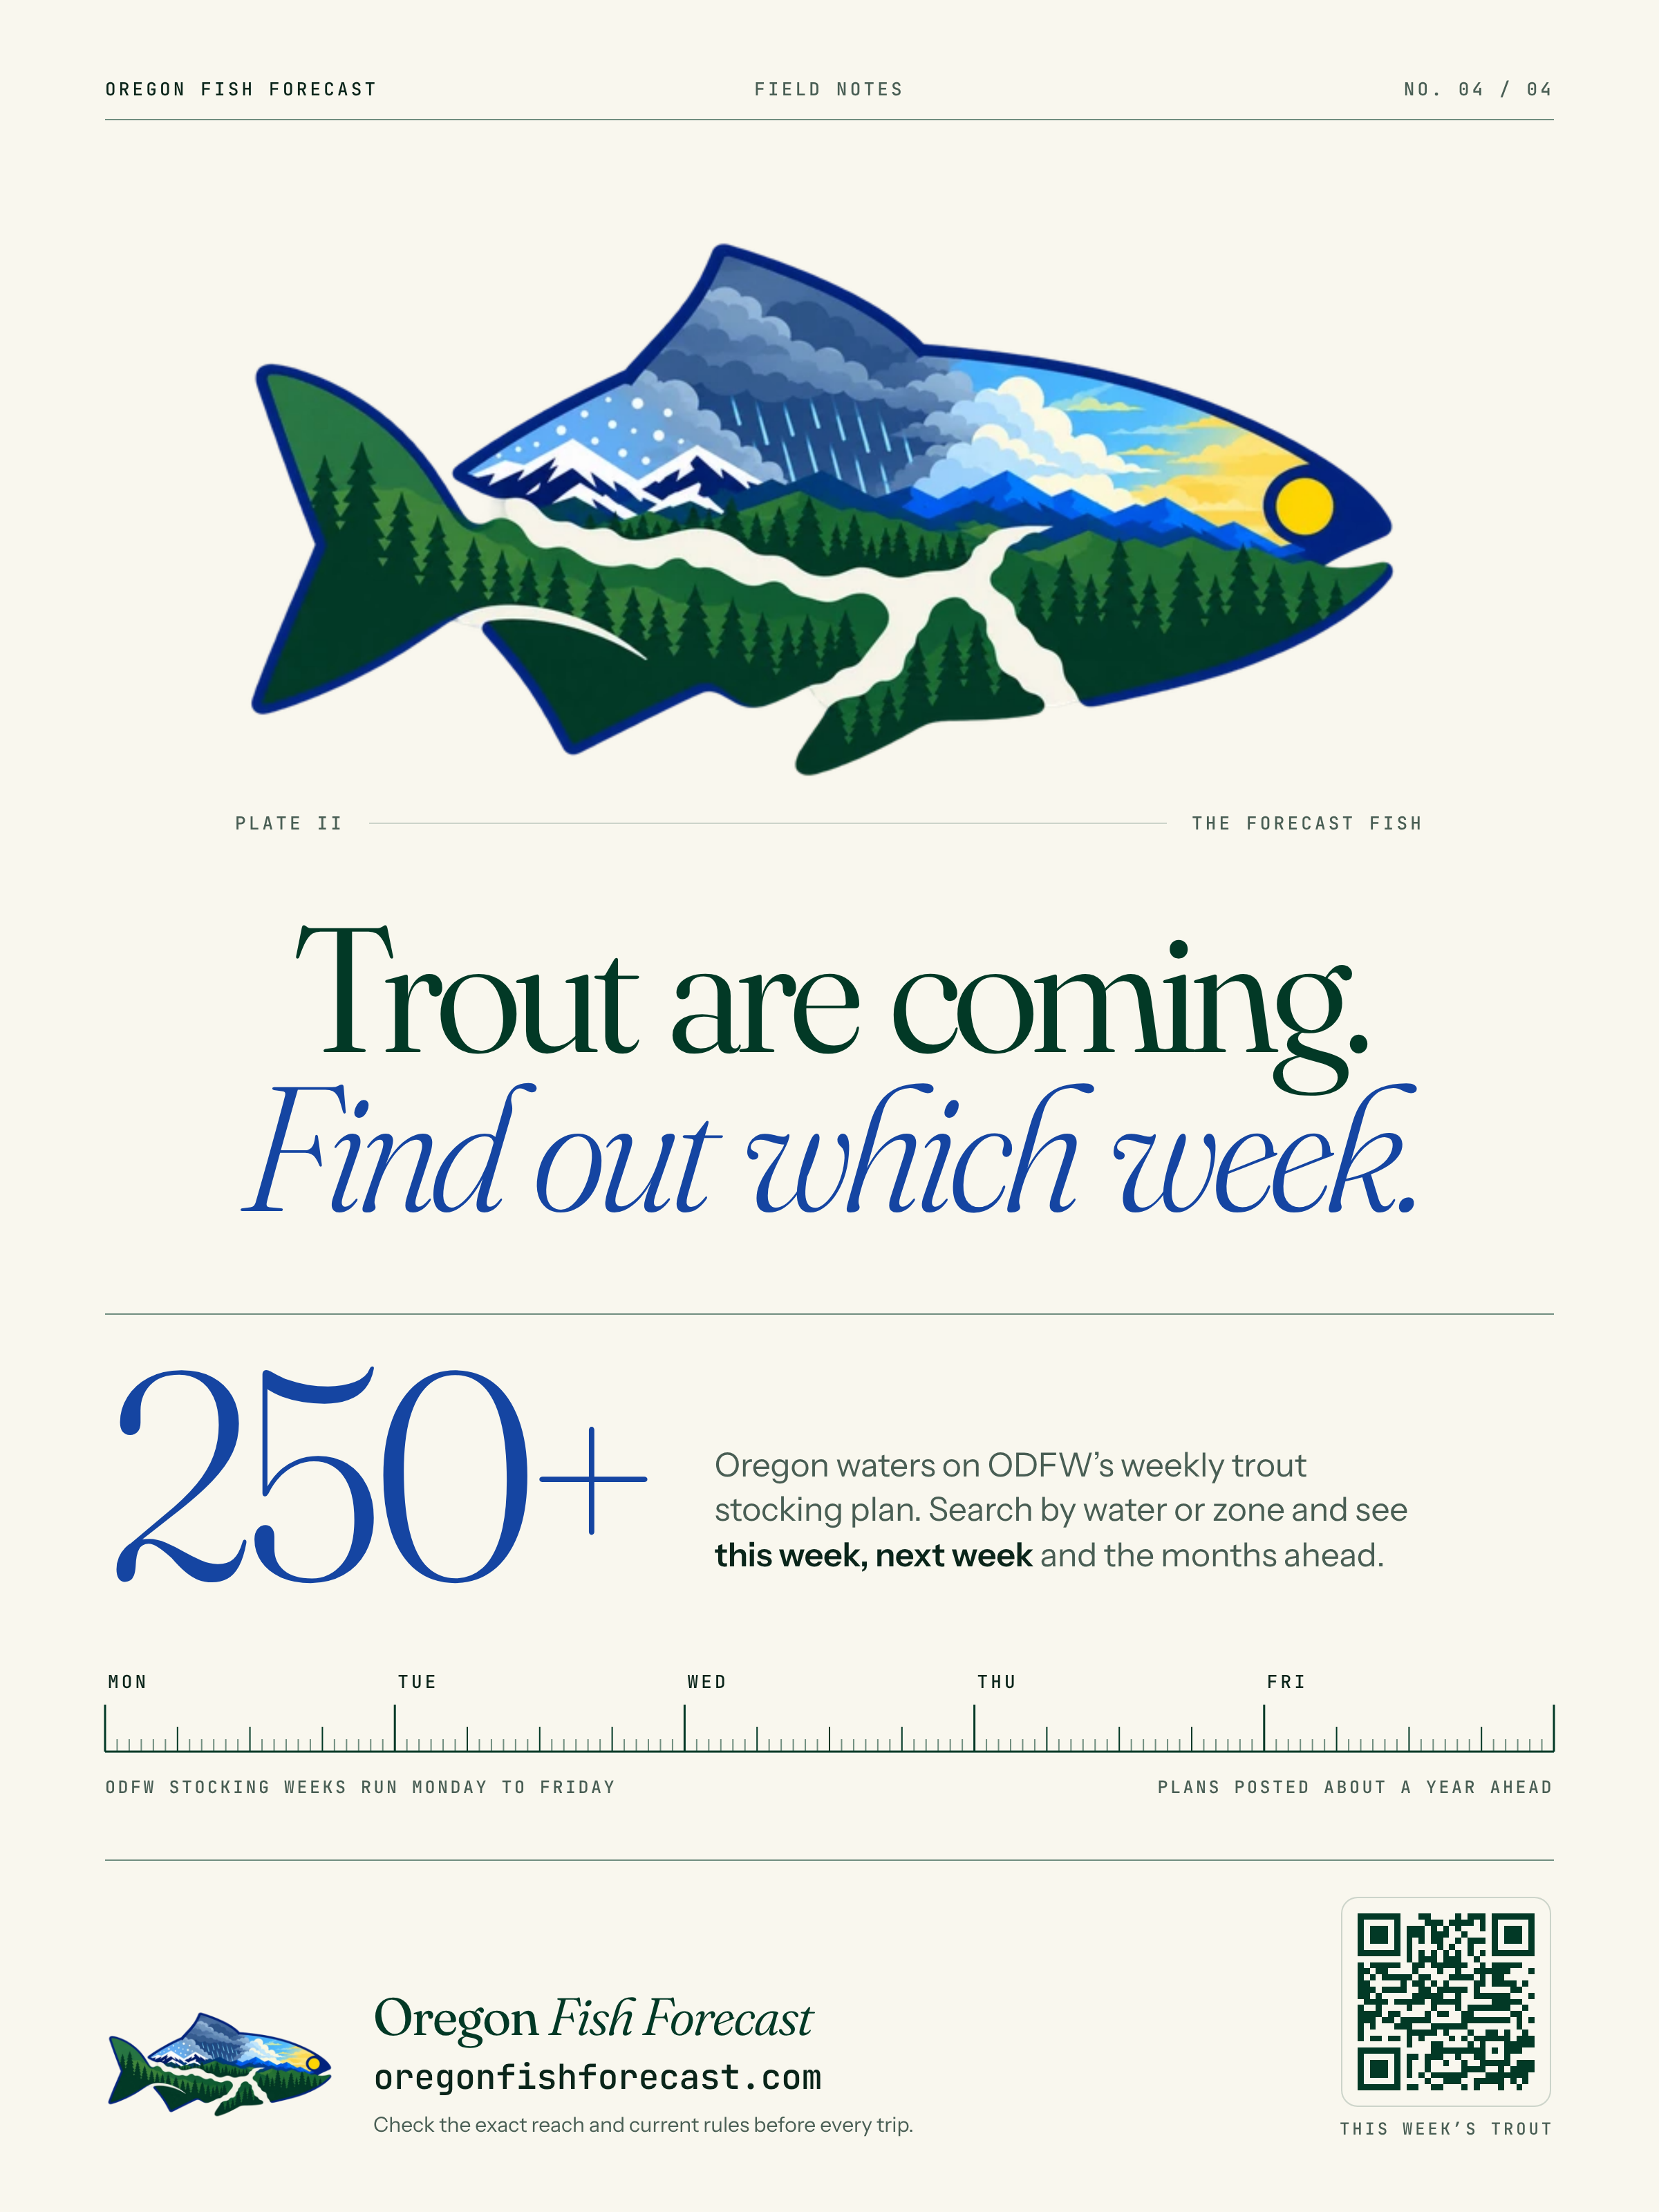 OREGON FISH FORECAST
FIELD NOTES
NO. 04 / 04
PLATE II
THE FORECAST FISH
Trout are coming.
Find out which week.
250+
Oregon waters on ODFW’s weekly trout
stocking plan. Search by water or zone and see
this week, next week and the months ahead.
MON
TUE
WED
THU
FRI
ODFW STOCKING WEEKS RUN MONDAY TO FRIDAY
PLANS POSTED ABOUT A YEAR AHEAD
Oregon Fish Forecast
oregonfishforecast.com
Check the exact reach and current rules before every trip.
THIS WEEK’S TROUT